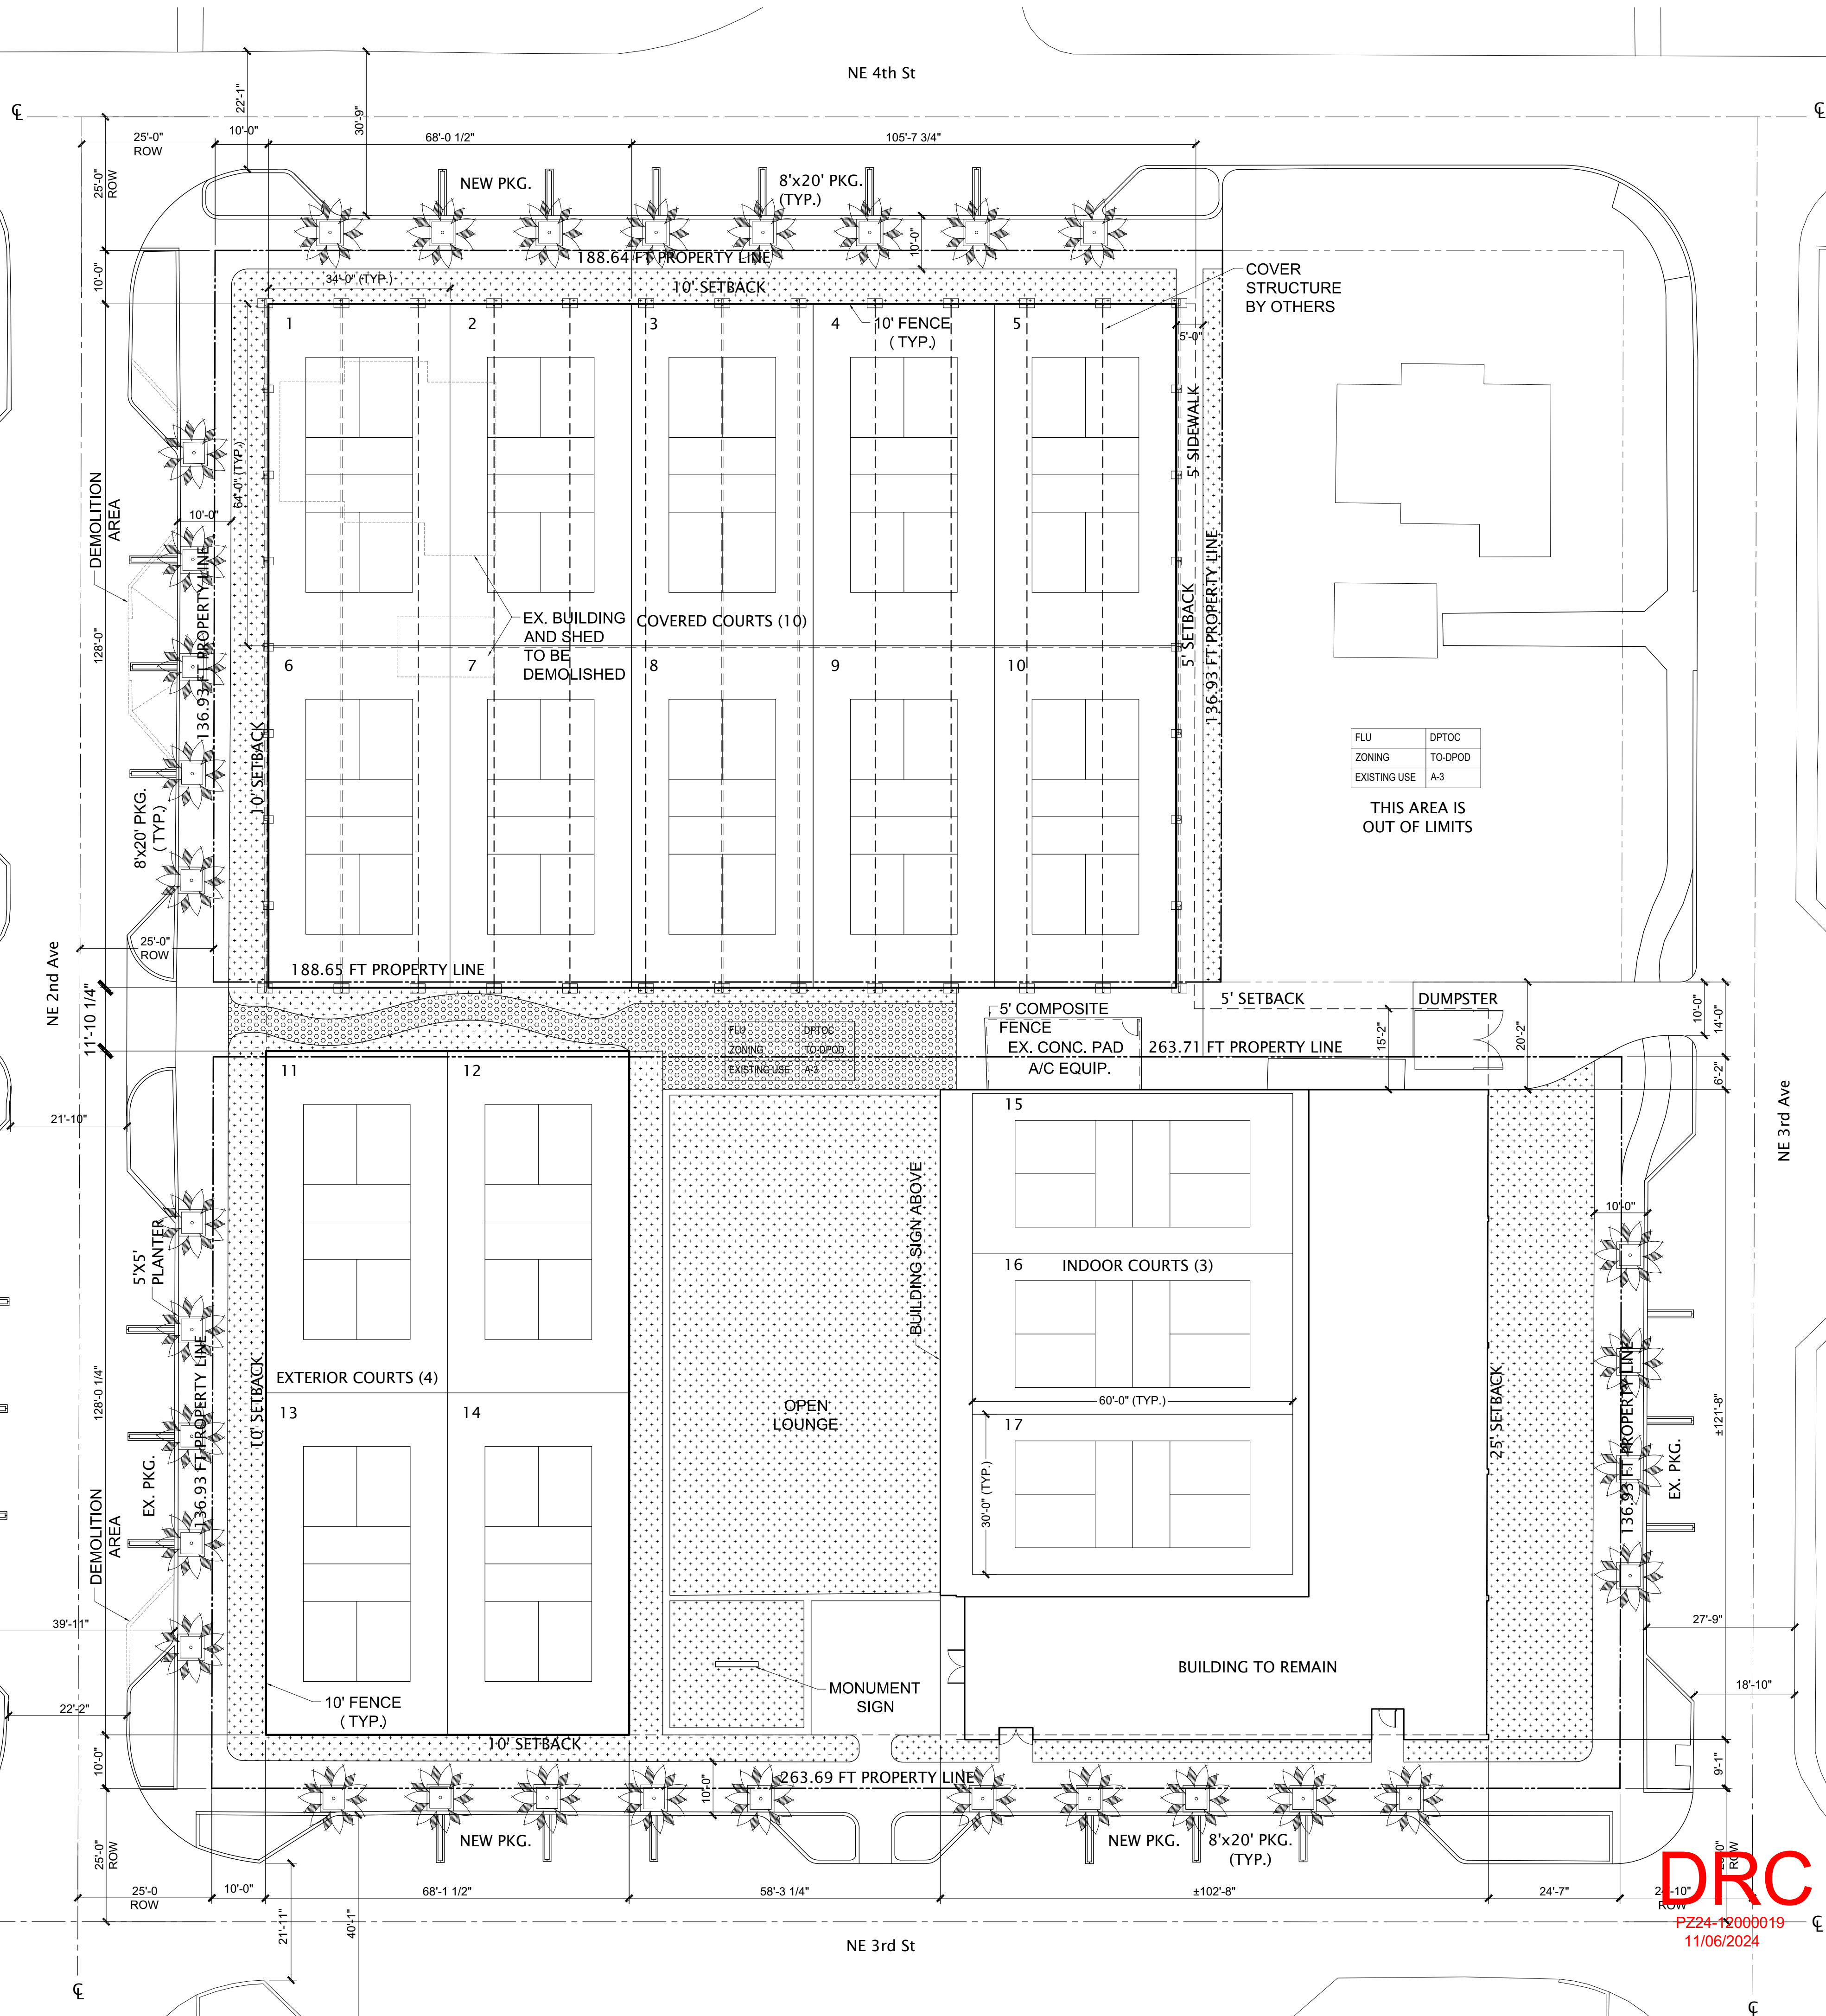 NE 4th St
℄
℄
22'-1"
30'-9"
25'-0"
ROW
10'-0"
68'-0 1/2"
105'-7 3/4"
25'-0"
ROW
NEW PKG.
8'x20' PKG.
(TYP.)
10'-0"
10'-0"
188.64 FT PROPERTY LINE
10' SETBACK
34'-0" (TYP.)
COVER
STRUCTURE
BY OTHERS
1
2
3
4
5
10' FENCE
( TYP.)
5'-0"
5' SIDEWALK
64'-0" (TYP.)
DEMOLITION
AREA
10'-0"
136.93 FT PROPERTY LINE
136.93 FT PROPERTY LINE
5' SETBACK
128'-0"
EX. BUILDING
AND SHED
TO BE
DEMOLISHED
COVERED COURTS (10)
6
7
8
9
10
10' SETBACK
8'x20' PKG.
( TYP.)
FLU DPTOC
ZONING TO-DPOD
EXISTING USE A-3
THIS AREA IS
OUT OF LIMITS
25'-0"
ROW
NE 2nd Ave
188.65 FT PROPERTY LINE
11'-10 1/4"
5' COMPOSITE
FENCE
EX. CONC. PAD
A/C EQUIP.
5' SETBACK
DUMPSTER
263.71 FT PROPERTY LINE
15'-2"
20'-2"
10'-0"
14'-0"
6'-2"
FLU DPTOC
ZONING TO-DPOD
EXISTING USE A-3
11
12
21'-10"
15
NE 3rd Ave
BUILDING SIGN ABOVE
5'X5'
PLANTER
10'-0"
16
INDOOR COURTS (3)
136.93 FT PROPERTY LINE
10' SETBACK
EXTERIOR COURTS (4)
128'-0 1/4"
OPEN
LOUNGE
60'-0" (TYP.)
25' SETBACK
136.93 FT PROPERTY LINE
±121'-8"
13
14
17
30'-0" (TYP.)
EX. PKG.
EX. PKG.
DEMOLITION
AREA
39'-11"
27'-9"
BUILDING TO REMAIN
MONUMENT
SIGN
10' FENCE
( TYP.)
22'-2"
18'-10"
10' SETBACK
10'-0"
9'-1"
263.69 FT PROPERTY LINE
10'-0"
NEW PKG.
NEW PKG.
8'x20' PKG.
(TYP.)
25'-0"
ROW
ROW
25'-0
ROW
10'-0"
68'-1 1/2"
58'-3 1/4"
±102'-8"
24'-7"
ROW
21'-11"
40'-1"
DRC
PZ24-12000019
11/06/2024
NE 3rd St
℄
℄
℄